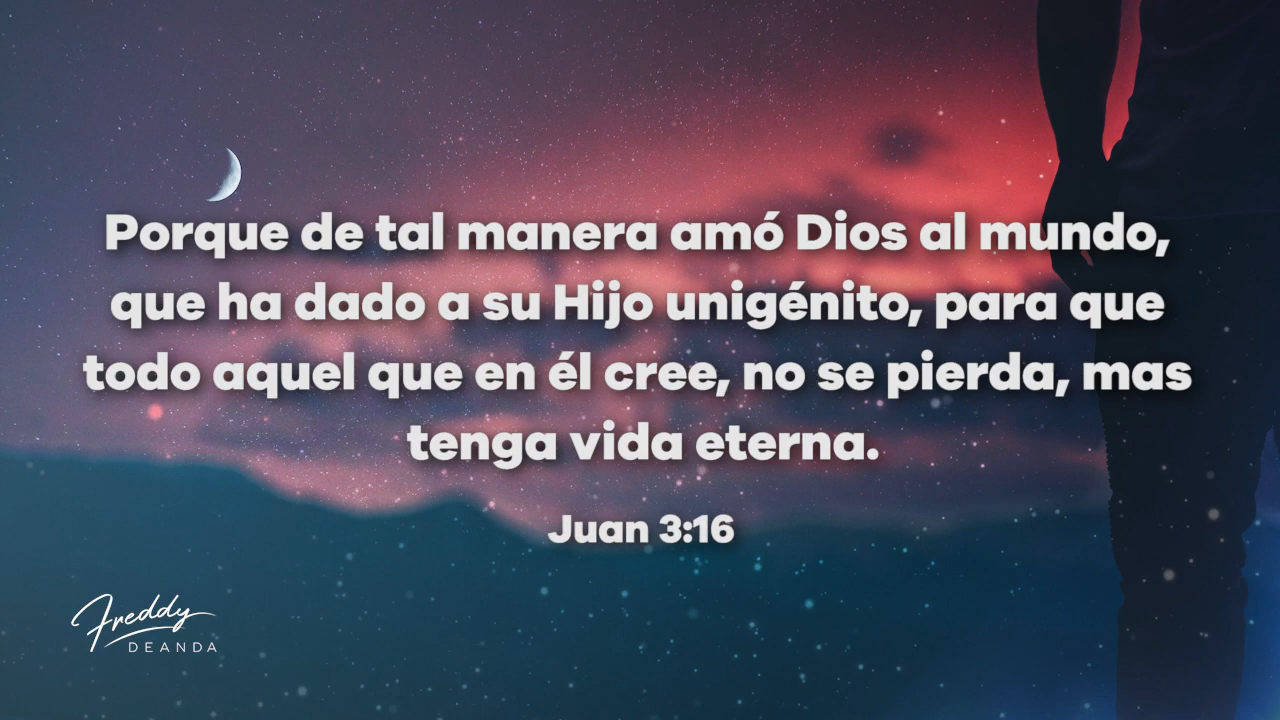 Porque de tal manera amó Dios al mundo,
que ha dado a su Hijo unigénito, para que
todo aquel que en él cree, no se pierda, mas
tenga vida eterna.
Juan 3:16
Freddy
DEANDA